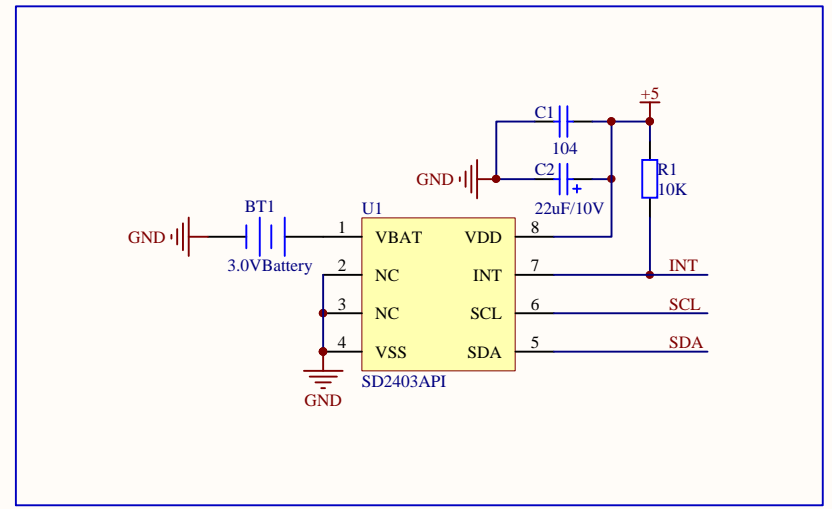 +5
C1
104
C2
GND
R1
10K
22uF/10V
BT1
U1
GND
1
VBAT
VDD
8
3.0VBattery
2
NC
INT
7
INT
3
NC
SCL
6
SCL
4
VSS
SDA
5
SDA
SD2403API
GND